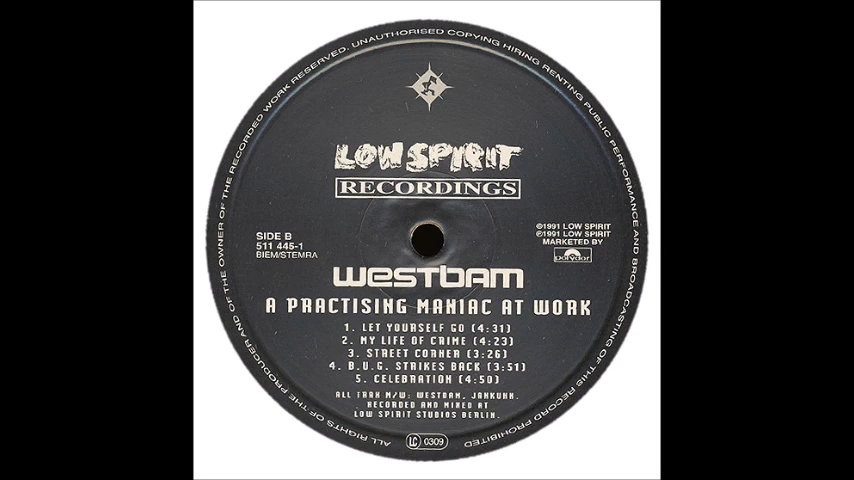 ALL RIGHTS OF THE PRODUCER AND OF THE OWNER OF THE RECORDED WORK RESERVED. UNAUTHORISED COPYING HIRING RENTING PUBLIC PERFORMANCE AND BROADCASTING OF THIS RECORD PROHIBITED
LOW SPIRIT
RECORDINGS
SIDE B
511 445-1
BIEM/STEMRA
©1991 LOW SPIRIT
℗1991 LOW SPIRIT
MARKETED BY
polydor
WestBam
A PRACTISING MANIAC AT WORK
1. LET YOURSELF GO (4:31)
2. MY LIFE OF CRIME (4:23)
3. STREET CORNER (3:26)
4. B.U.G. STRIKES BACK (3:51)
5. CELEBRATION (4:50)
ALL TRAX M/W: WESTBAM, JANKUHN.
RECORDED AND MIXED AT
LOW SPIRIT STUDIOS BERLIN.
LC 0309